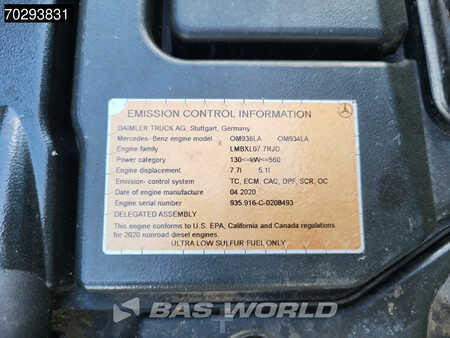 70293831
EMISSION CONTROL INFORMATION
DAIMLER TRUCK AG, Stuttgart, Germany
Mercedes-Benz engine model OM936LA OM934LA
Engine family LMBXL07.7RJD
Power category 130<=kW<=560
Engine displacement 7.7l 5.1l
Emission- control system TC, ECM, CAC, DPF, SCR, OC
Date of engine manufacture 04.2020
Engine serial number 935.916-C-0208493
DELEGATED ASSEMBLY
This engine conforms to U.S. EPA, California and Canada regulations
for 2020 nonroad diesel engines.
ULTRA LOW SULFUR FUEL ONLY
BAS WORLD